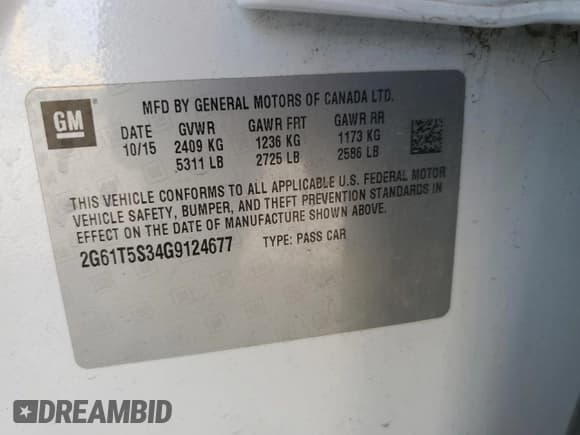 GM
MFD BY GENERAL MOTORS OF CANADA LTD.
DATE GVWR GAWR FRT GAWR RR
10/15 2409 KG 1236 KG 1173 KG
5311 LB 2725 LB 2586 LB
THIS VEHICLE CONFORMS TO ALL APPLICABLE U.S. FEDERAL MOTOR
VEHICLE SAFETY, BUMPER, AND THEFT PREVENTION STANDARDS IN
EFFECT ON THE DATE OF MANUFACTURE SHOWN ABOVE.
2G61T5S34G9124677 TYPE: PASS CAR
DREAMBID